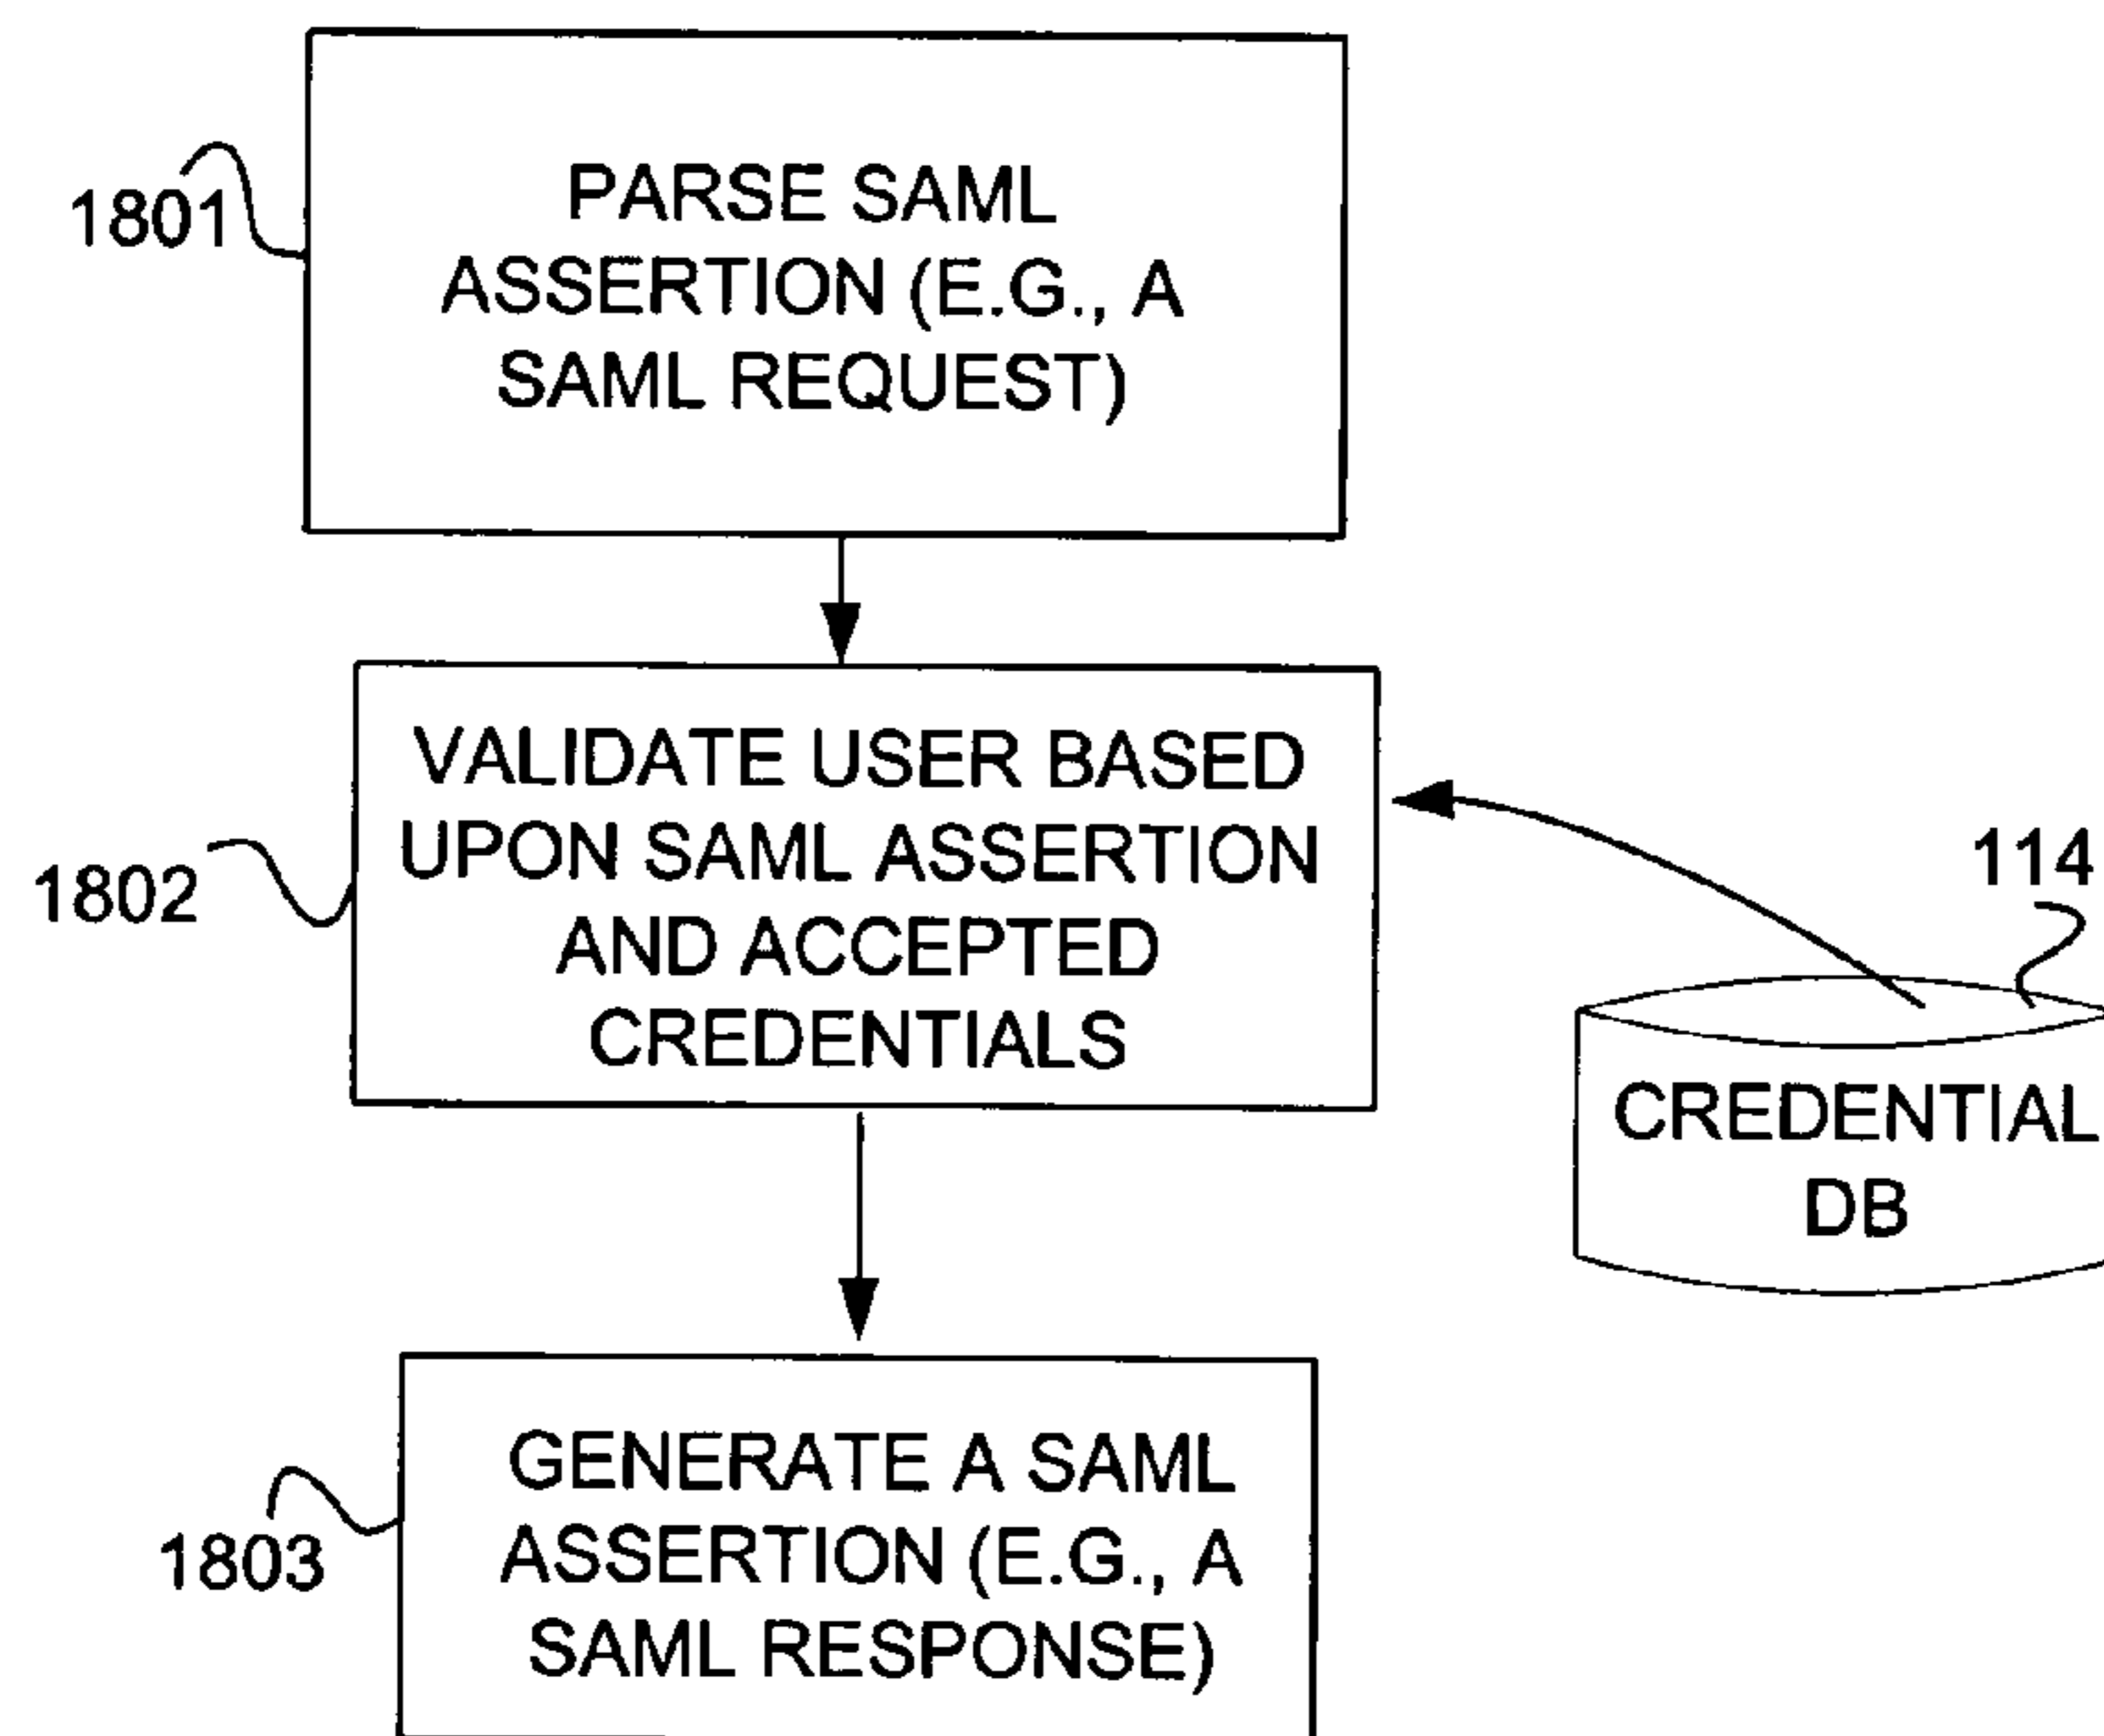 1801
PARSE SAML
ASSERTION (E.G., A
SAML REQUEST)
1802
VALIDATE USER BASED
UPON SAML ASSERTION
AND ACCEPTED
CREDENTIALS
114
CREDENTIAL
DB
1803
GENERATE A SAML
ASSERTION (E.G., A
SAML RESPONSE)